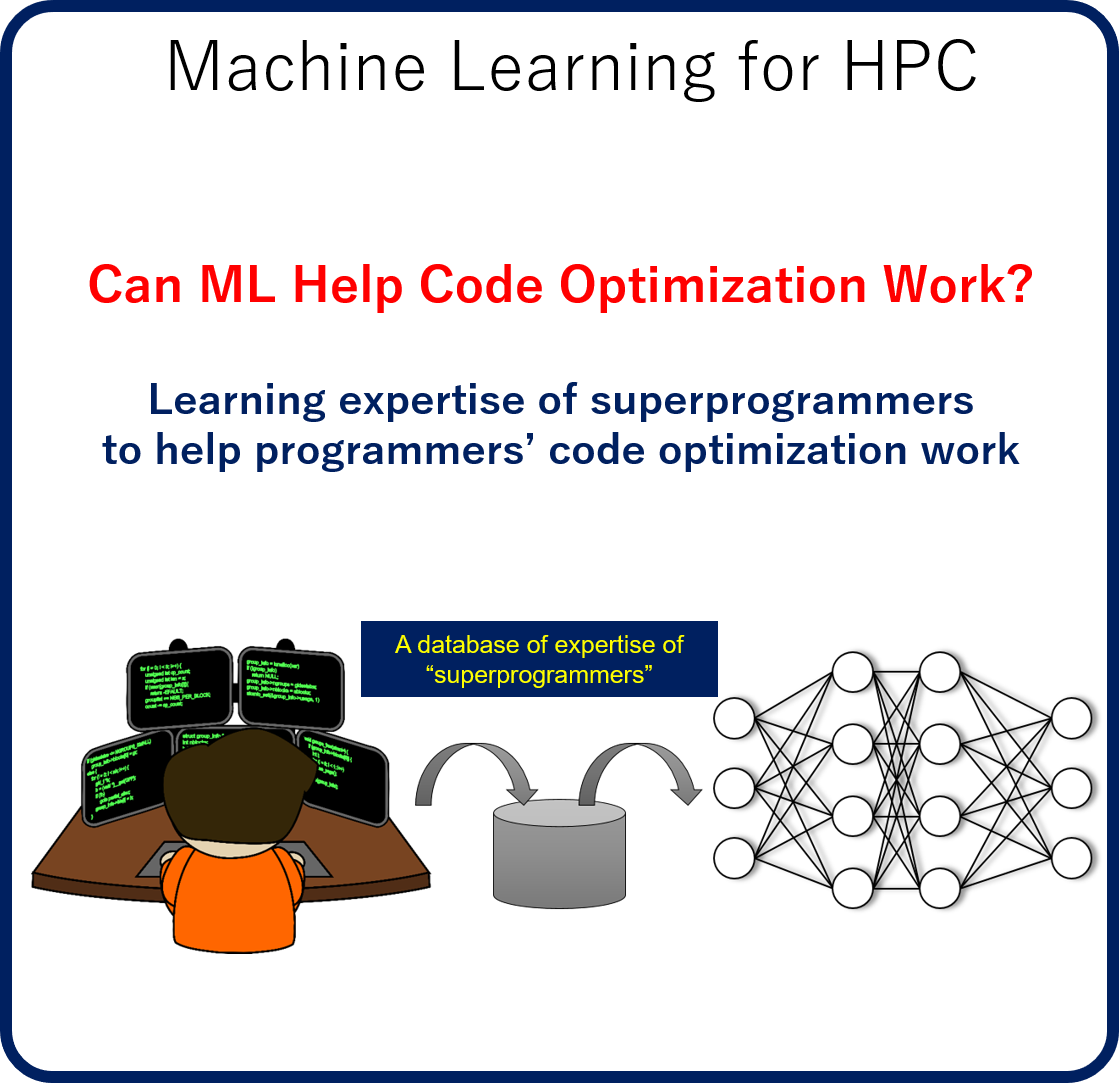 Machine Learning for HPC
Can ML Help Code Optimization Work?
Learning expertise of superprogrammers
to help programmers’ code optimization work
A database of expertise of
“superprogrammers”